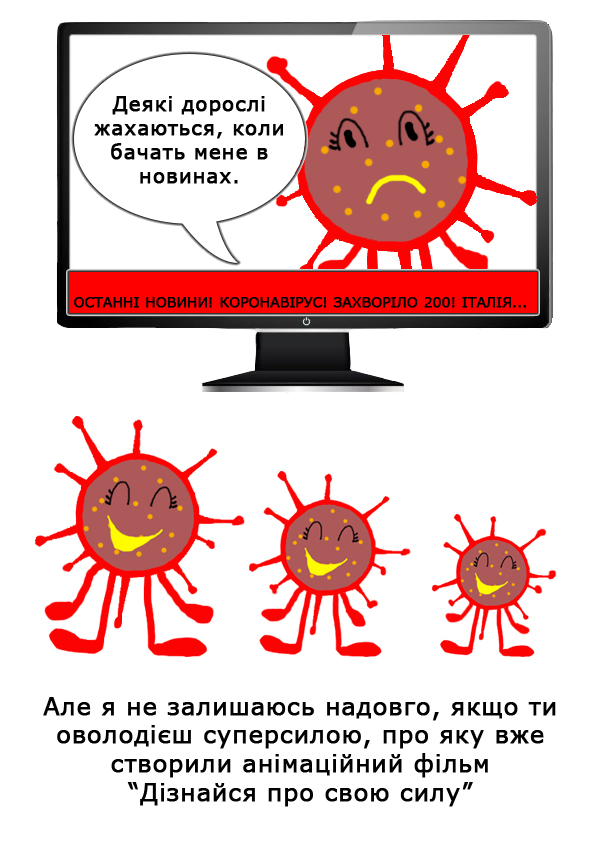 Деякі дорослі
жахаються, коли
бачать мене в
новинах.
ОСТАННІ НОВИНИ! КОРОНАВІРУС! ЗАХВОРІЛО 200! ІТАЛІЯ...
Але я не залишаюсь надовго, якщо ти
оволодієш суперсилою, про яку вже
створили анімаційний фільм
“Дізнайся про свою силу”